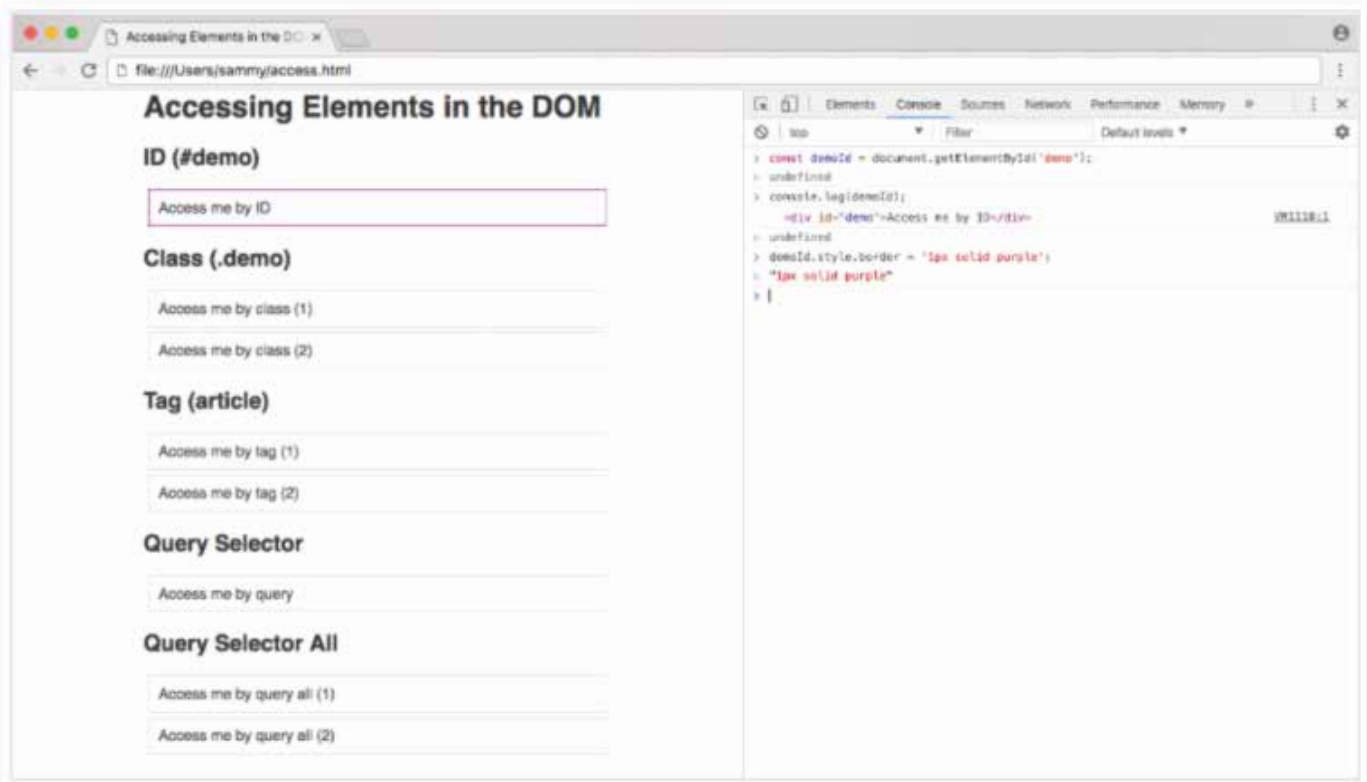 Accessing Elements in the DO
file:///Users/sammy/access.html
Accessing Elements in the DOM
ID (#demo)
Access me by ID
Class (.demo)
Access me by class (1)
Access me by class (2)
Tag (article)
Access me by tag (1)
Access me by tag (2)
Query Selector
Access me by query
Query Selector All
Access me by query all (1)
Access me by query all (2)
Elements Console Sources Network Performance Memory »
top Filter Default levels
> const demoId = document.getElementById('demo');
undefined
> console.log(demoId);
<div id="demo">Access me by ID</div> VM1118:1
undefined
> demoId.style.border = '1px solid purple';
"1px solid purple"
>